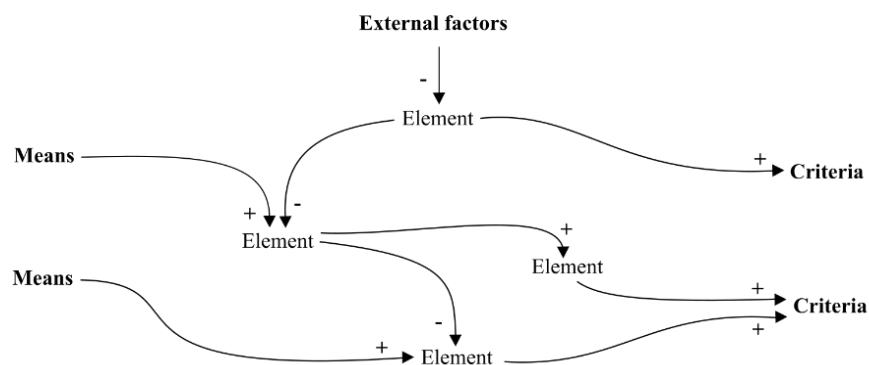 External factors
-
Element
Means
+
Criteria
+
-
Element
+
Element
Means
+
Criteria
+
-
+
Element